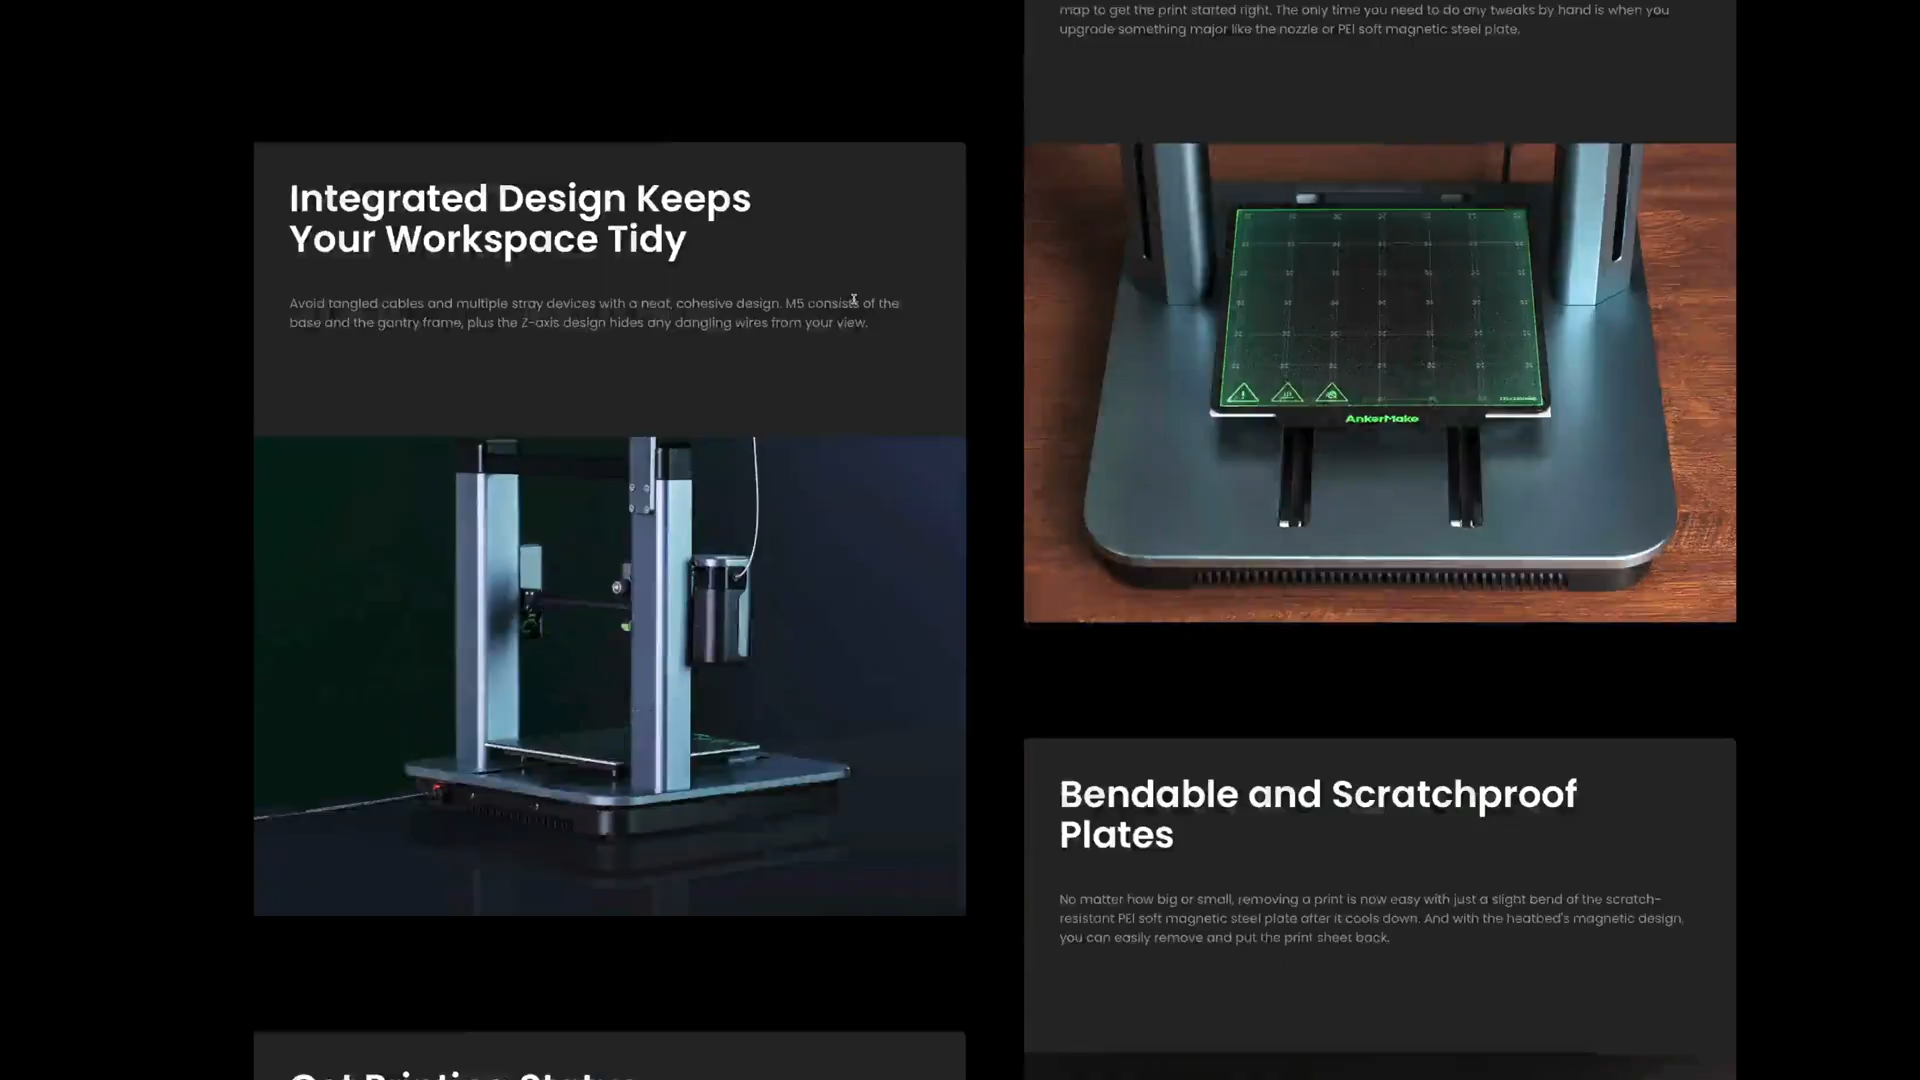 map to get the print started right. The only time you need to do any tweaks by hand is when you
upgrade something major like the nozzle or PEI soft magnetic steel plate.
Integrated Design Keeps
Your Workspace Tidy
Avoid tangled cables and multiple stray devices with a neat, cohesive design. M5 consists of the
base and the gantry frame, plus the Z-axis design hides any dangling wires from your view.
AnkerMake
Bendable and Scratchproof
Plates
No matter how big or small, removing a print is now easy with just a slight bend of the scratch-
resistant PEI soft magnetic steel plate after it cools down. And with the heatbed's magnetic design,
you can easily remove and put the print sheet back.
Get Printing Status